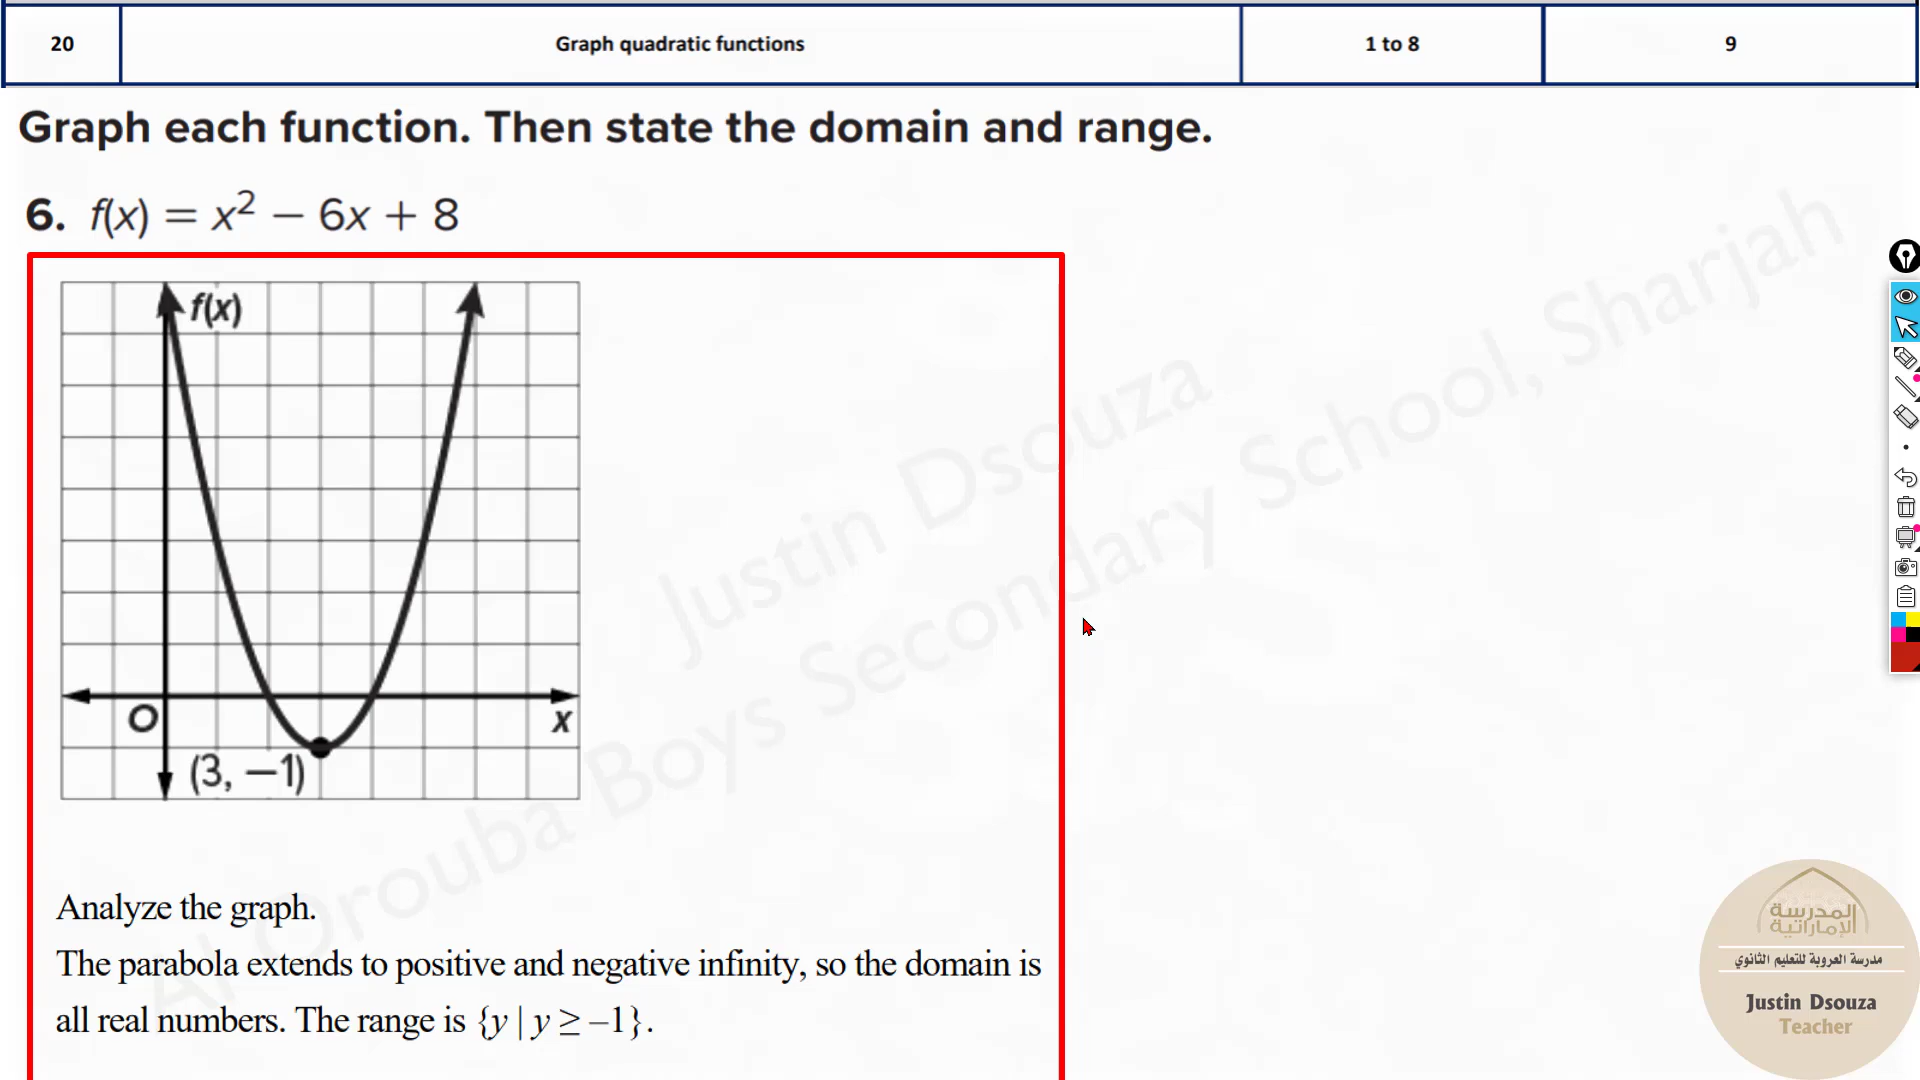 20
Graph quadratic functions
1 to 8
9
Graph each function. Then state the domain and range.
6. f(x) = x² − 6x + 8
f(x)
O
x
(3, −1)
Analyze the graph.
The parabola extends to positive and negative infinity, so the domain is
all real numbers. The range is {y | y ≥ –1}.
Justin Dsouza
Al Orouba Boys Secondary School, Sharjah
المدرسة
الإماراتية
مدرسة العروبة للتعليم الثانوي
Justin Dsouza
Teacher